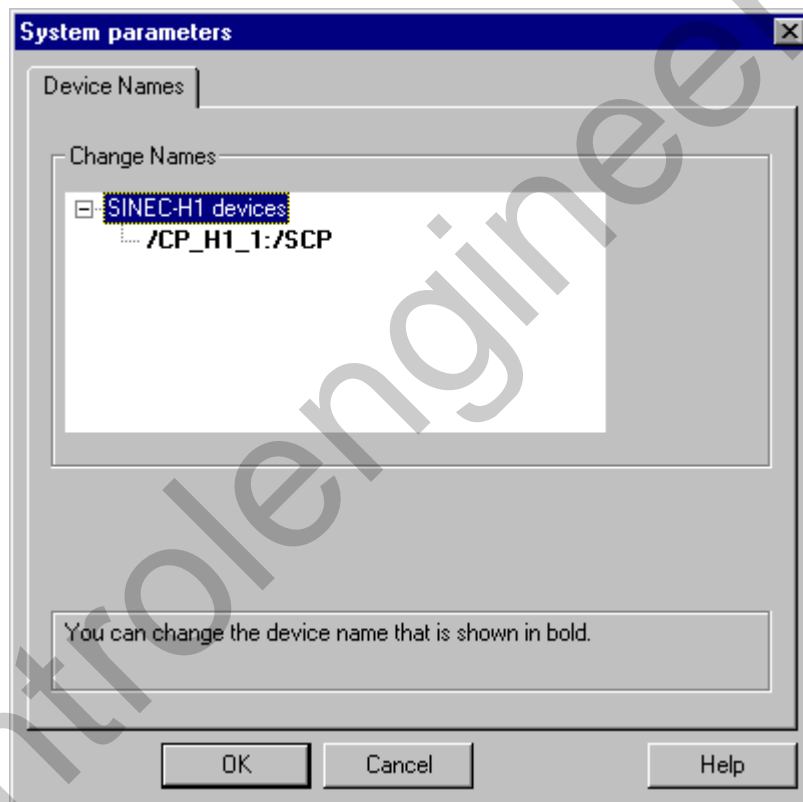 System parameters
Device Names
Change Names
SINEC-H1 devices
/CP_H1_1:/SCP
You can change the device name that is shown in bold.
OK Cancel Help
ntrolengineer